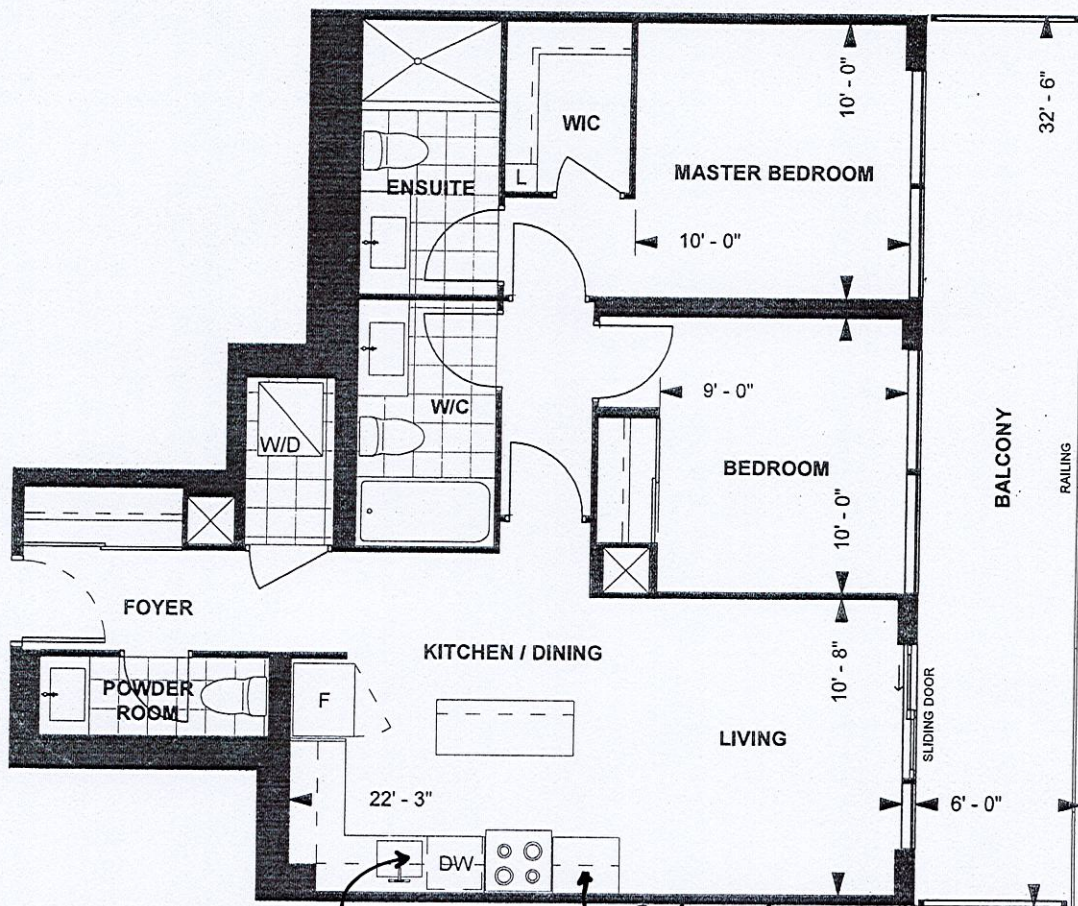 10' - 0"
32' - 6"
WIC
MASTER BEDROOM
L
ENSUITE
10' - 0"
9' - 0"
W/C
W/D
BEDROOM
BALCONY
RAILING
10' - 0"
FOYER
KITCHEN / DINING
10' - 8"
POWDER
ROOM
F
LIVING
SLIDING DOOR
22' - 3"
6' - 0"
DW